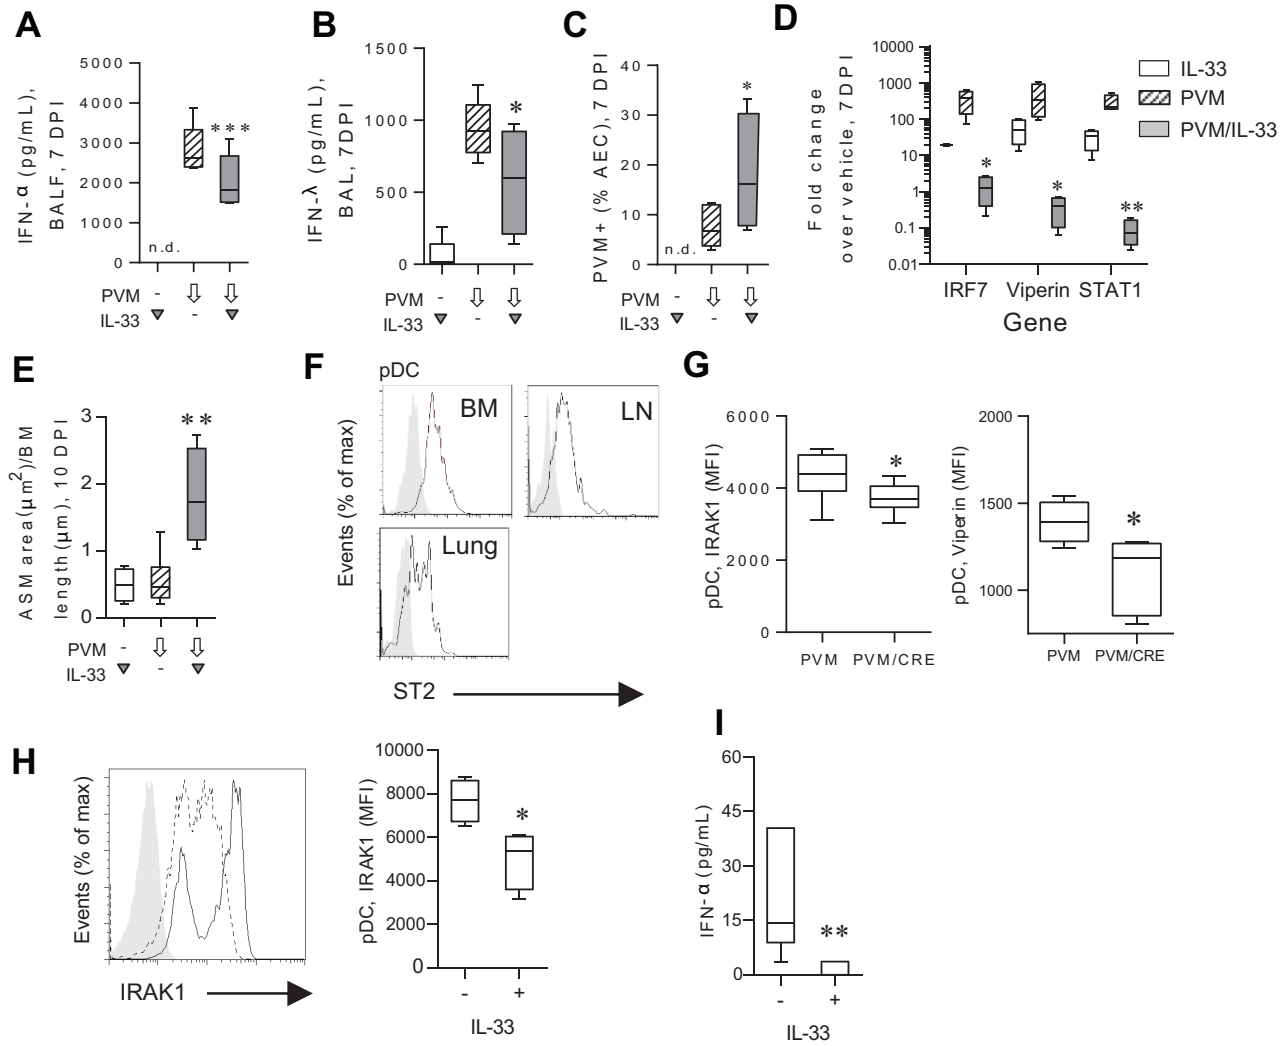 A
IFN-α (pg/mL),
BALF, 7 DPI
5000
4000
3000
2000
1000
0
n.d.
***
PVM -
IL-33 -
B
IFN-λ (pg/mL),
BAL, 7DPI
1500
1000
500
0
*
-
-
C
PVM+ (% AEC), 7 DPI
40
30
20
10
0
n.d.
*
PVM -
IL-33 -
D
Fold change
over vehicle, 7DPI
10000
1000
100
10
1
0.1
0.01
*
*
**
IRF7 Viperin STAT1
Gene
IL-33
PVM
PVM/IL-33
E
ASM area(μm²)/BM
length(μm), 10 DPI
3
2
1
0
**
PVM -
IL-33 -
F
pDC
BM
LN
Lung
Events (% of max)
ST2
G
pDC, IRAK1 (MFI)
6000
4000
2000
0
*
PVM PVM/CRE
pDC, Viperin (MFI)
2000
1500
1000
*
PVM PVM/CRE
H
Events (% of max)
IRAK1
pDC, IRAK1 (MFI)
10000
8000
6000
4000
2000
0
*
- +
IL-33
I
IFN-α (pg/mL)
60
45
30
15
0
**
- +
IL-33